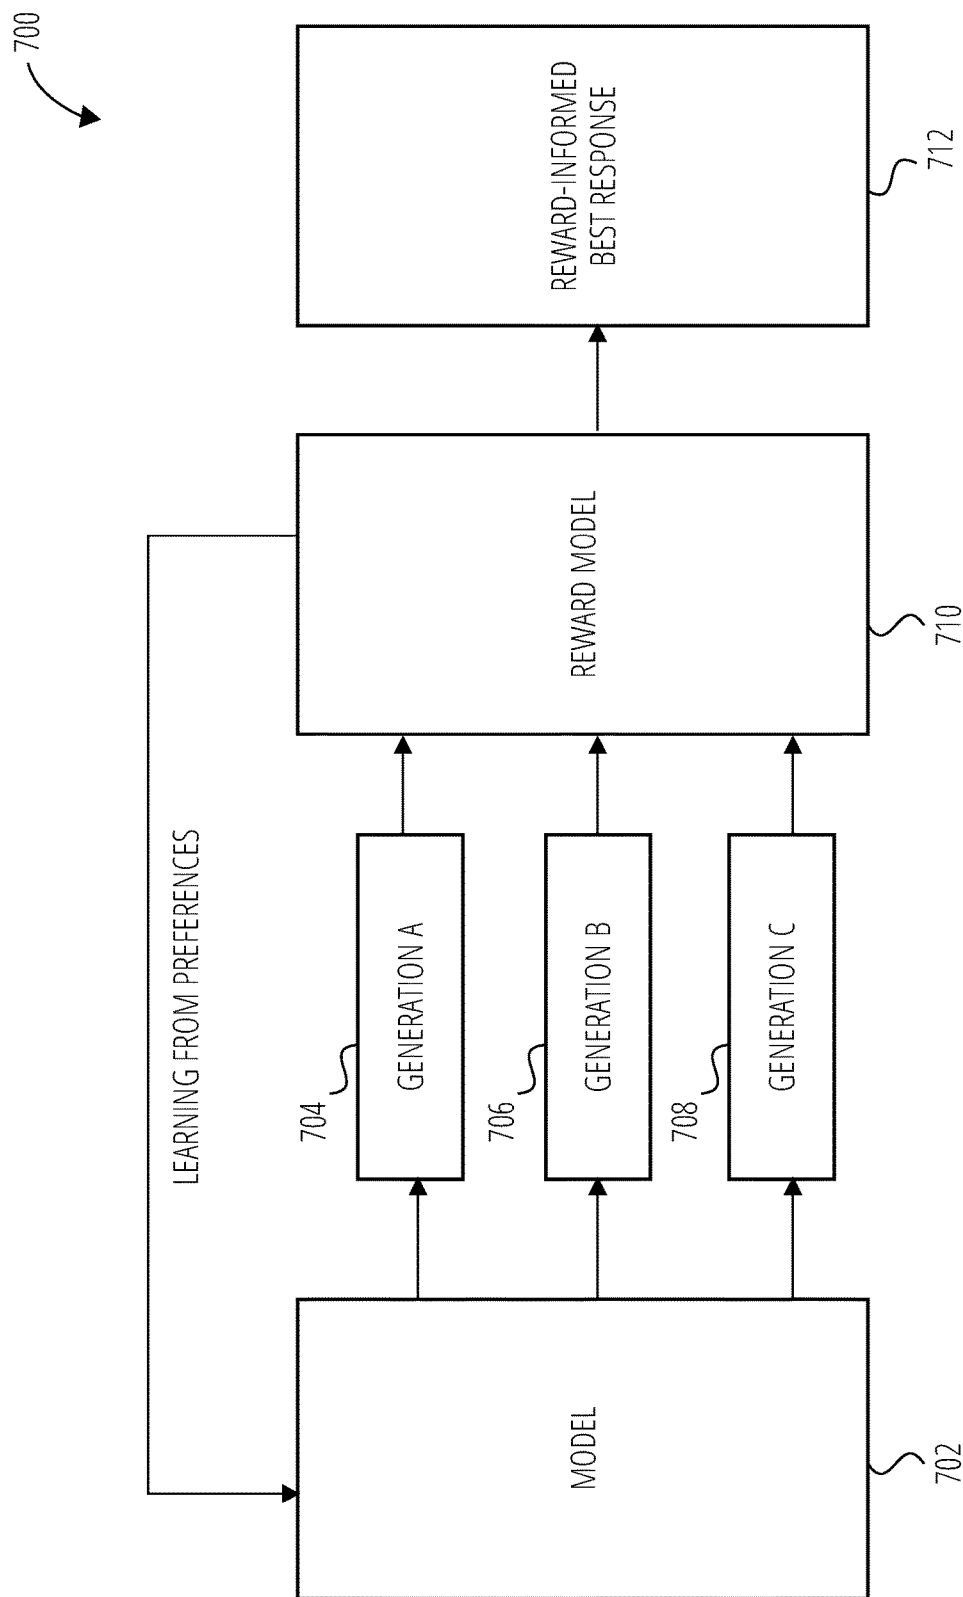 700
LEARNING FROM PREFERENCES
MODEL
702
704
GENERATION A
706
GENERATION B
708
GENERATION C
REWARD MODEL
710
REWARD-INFORMED
BEST RESPONSE
712